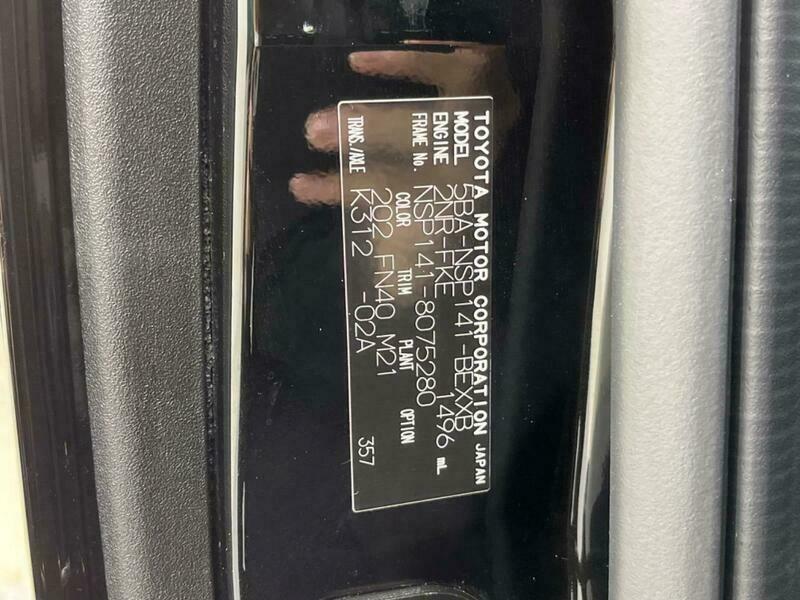 TOYOTA MOTOR CORPORATION JAPAN
MODEL 5BA-NSP141-BEXXB
ENGINE 2NR-FKE 1496 mL
FRAME No. NSP141-8075280
COLOR TRIM PLANT OPTION
202 FN40 M21
TRANS./AXLE K312 -02A 357